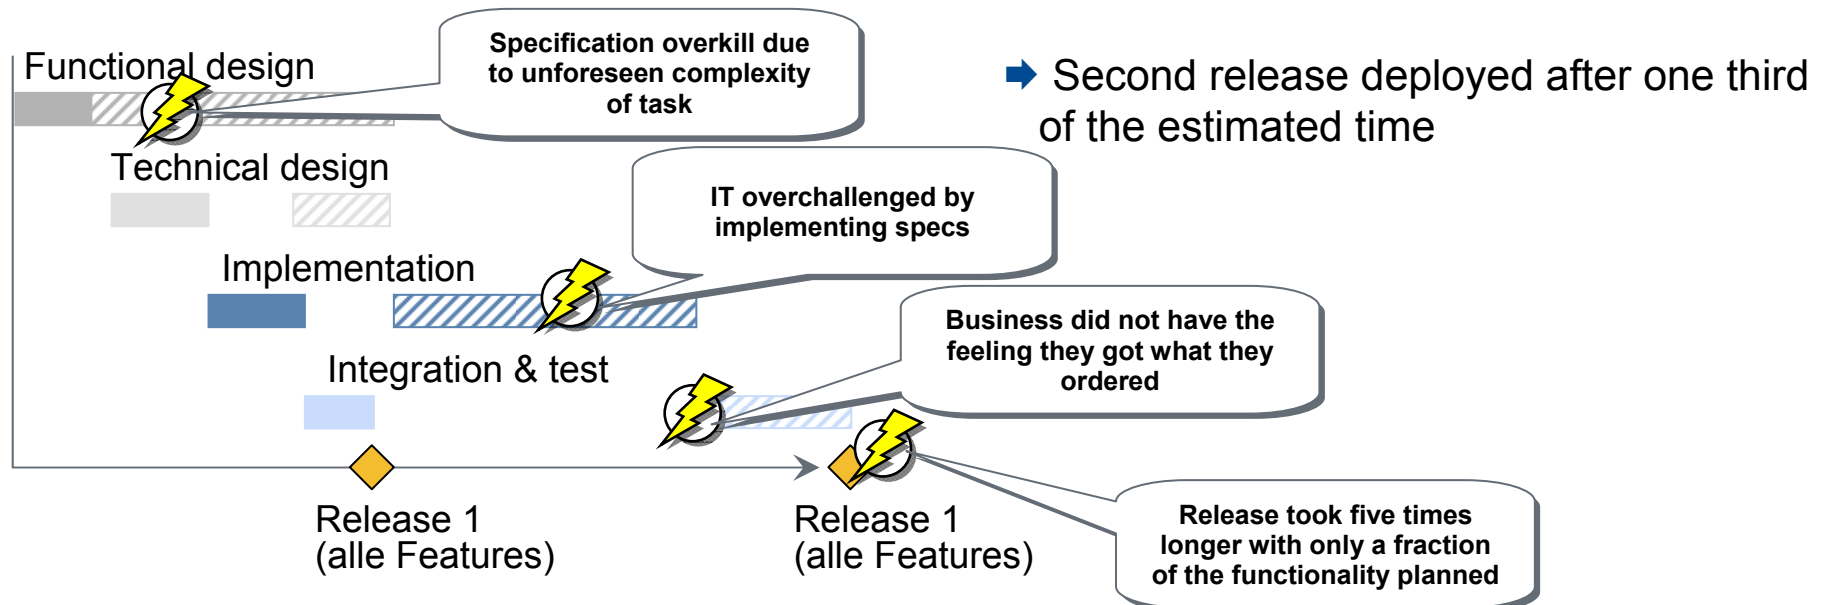 Functional design
Specification overkill due
to unforeseen complexity
of task
Second release deployed after one third
of the estimated time
Technical design
IT overchallenged by
implementing specs
Implementation
Business did not have the
feeling they got what they
ordered
Integration & test
Release 1
(alle Features)
Release 1
(alle Features)
Release took five times
longer with only a fraction
of the functionality planned